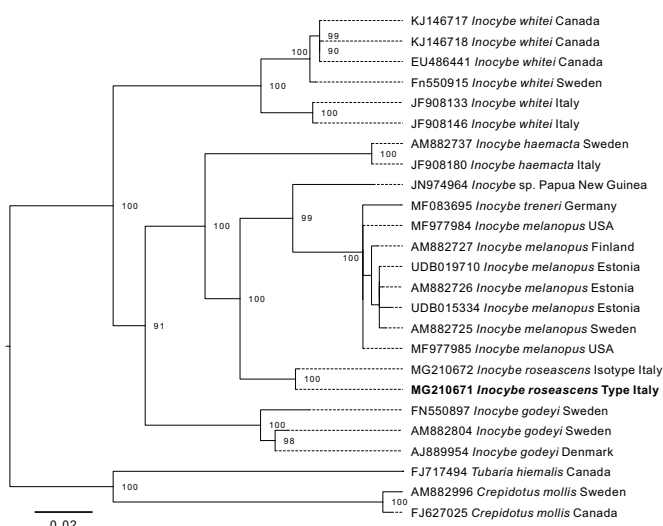 KJ146717 Inocybe whitei Canada
KJ146718 Inocybe whitei Canada
EU486441 Inocybe whitei Canada
Fn550915 Inocybe whitei Sweden
JF908133 Inocybe whitei Italy
JF908146 Inocybe whitei Italy
AM882737 Inocybe haemacta Sweden
JF908180 Inocybe haemacta Italy
JN974964 Inocybe sp. Papua New Guinea
MF083695 Inocybe treneri Germany
MF977984 Inocybe melanopus USA
AM882727 Inocybe melanopus Finland
UDB019710 Inocybe melanopus Estonia
AM882726 Inocybe melanopus Estonia
UDB015334 Inocybe melanopus Estonia
AM882725 Inocybe melanopus Sweden
MF977985 Inocybe melanopus USA
MG210672 Inocybe roseascens Isotype Italy
MG210671 Inocybe roseascens Type Italy
FN550897 Inocybe godeyi Sweden
AM882804 Inocybe godeyi Sweden
AJ889954 Inocybe godeyi Denmark
FJ717494 Tubaria hiemalis Canada
AM882996 Crepidotus mollis Sweden
FJ627025 Crepidotus mollis Canada
99
100
90
100
100
100
100
100
99
100
100
91
100
100
98
100
100
0.02